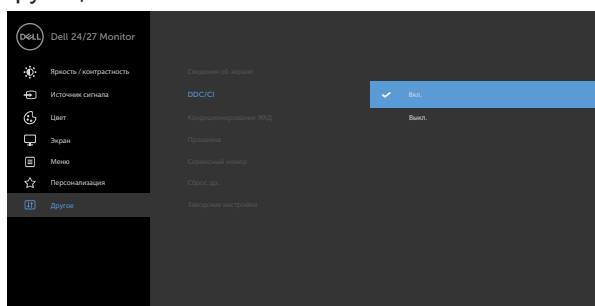 DELL
Dell 24/27 Monitor
Яркость / контрастность
Источник сигнала
Цвет
Экран
Меню
Персонализация
Другое
Сведения об экране
DDC/CI
Кондиционирование ЖКД
Прошивка
Сервисный номер
Сброс др.
Заводские настройки
Вкл.
Выкл.